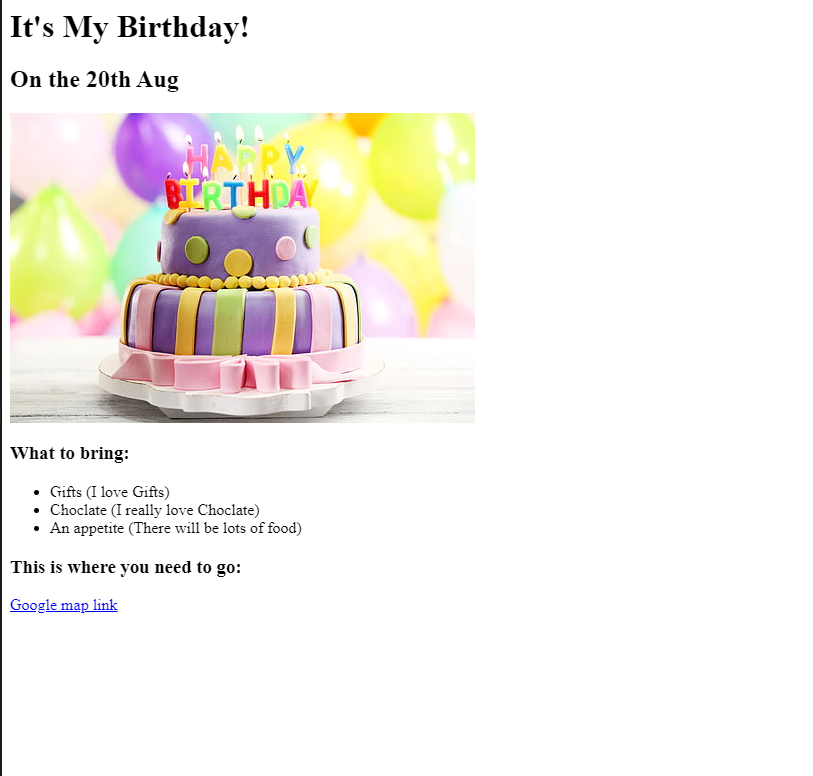 It's My Birthday!
On the 20th Aug
HAPPY
BIRTHDAY
What to bring:
Gifts (I love Gifts)
Choclate (I really love Choclate)
An appetite (There will be lots of food)
This is where you need to go:
Google map link